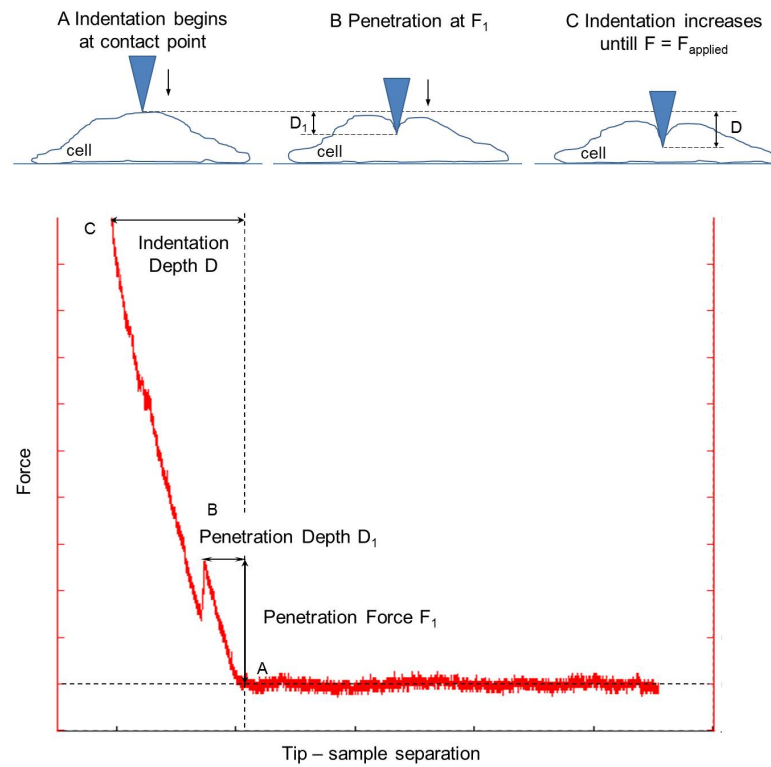 A Indentation begins
at contact point
B Penetration at F₁
C Indentation increases
untill F = Fapplied
D₁
D
cell
cell
cell
C
Indentation
Depth D
B
Penetration Depth D₁
Penetration Force F₁
A
Force
Tip – sample separation